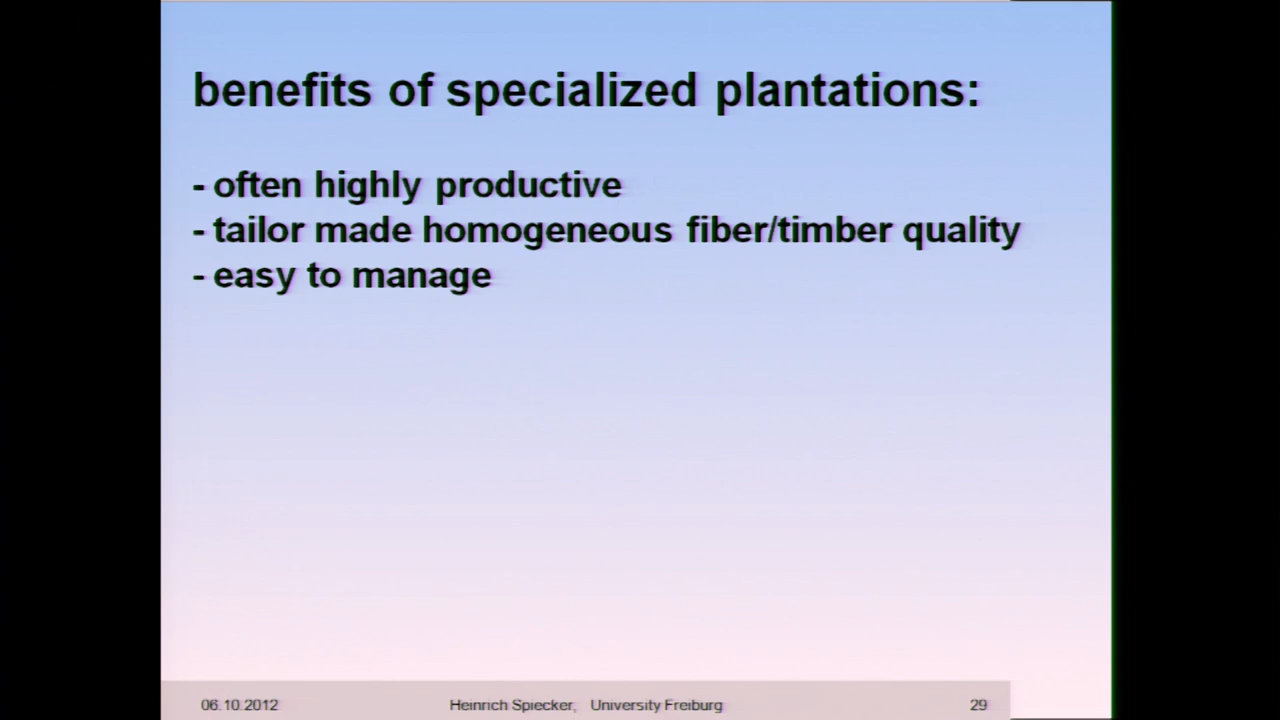 benefits of specialized plantations:
- often highly productive
- tailor made homogeneous fiber/timber quality
- easy to manage
06.10.2012 Heinrich Spiecker, University Freiburg 29